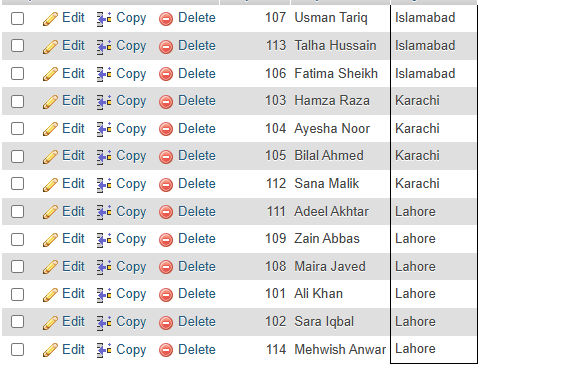 Edit Copy Delete 107 Usman Tariq Islamabad
Edit Copy Delete 113 Talha Hussain Islamabad
Edit Copy Delete 106 Fatima Sheikh Islamabad
Edit Copy Delete 103 Hamza Raza Karachi
Edit Copy Delete 104 Ayesha Noor Karachi
Edit Copy Delete 105 Bilal Ahmed Karachi
Edit Copy Delete 112 Sana Malik Karachi
Edit Copy Delete 111 Adeel Akhtar Lahore
Edit Copy Delete 109 Zain Abbas Lahore
Edit Copy Delete 108 Maira Javed Lahore
Edit Copy Delete 101 Ali Khan Lahore
Edit Copy Delete 102 Sara Iqbal Lahore
Edit Copy Delete 114 Mehwish Anwar Lahore